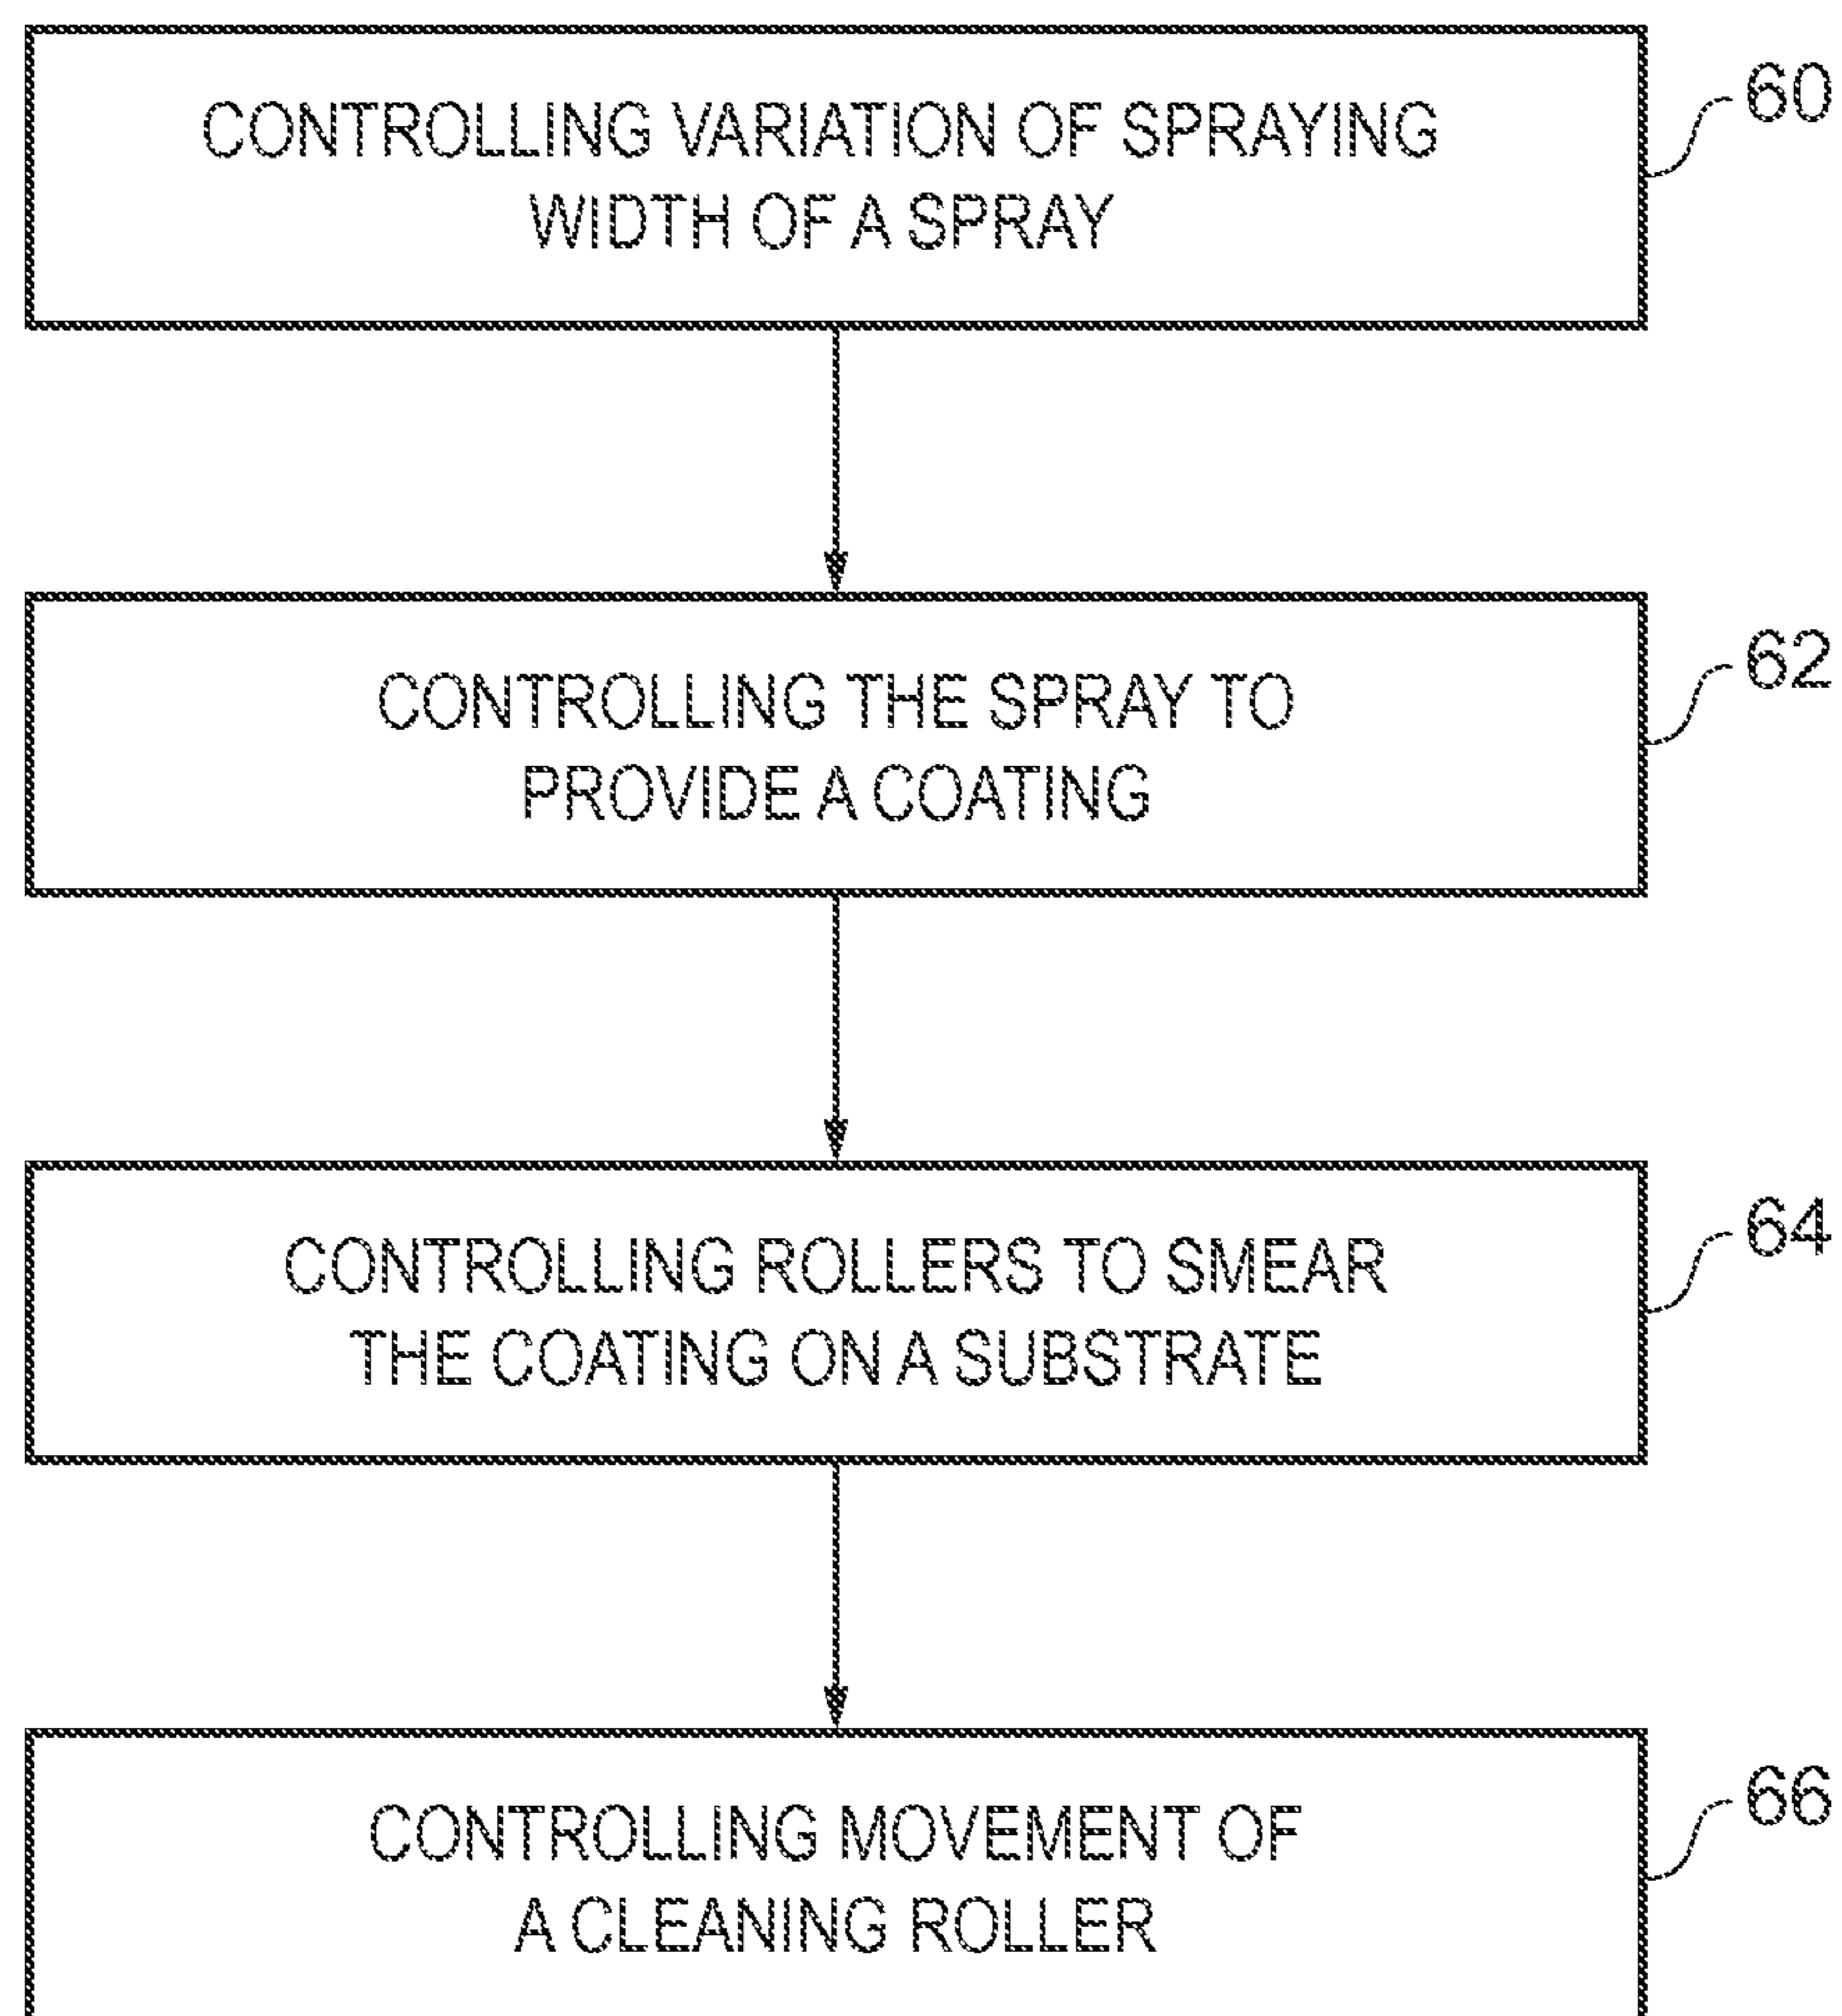 CONTROLLING VARIATION OF SPRAYING
WIDTH OF A SPRAY
60
CONTROLLING THE SPRAY TO
PROVIDE A COATING
62
CONTROLLING ROLLERS TO SMEAR
THE COATING ON A SUBSTRATE
64
CONTROLLING MOVEMENT OF
A CLEANING ROLLER
66